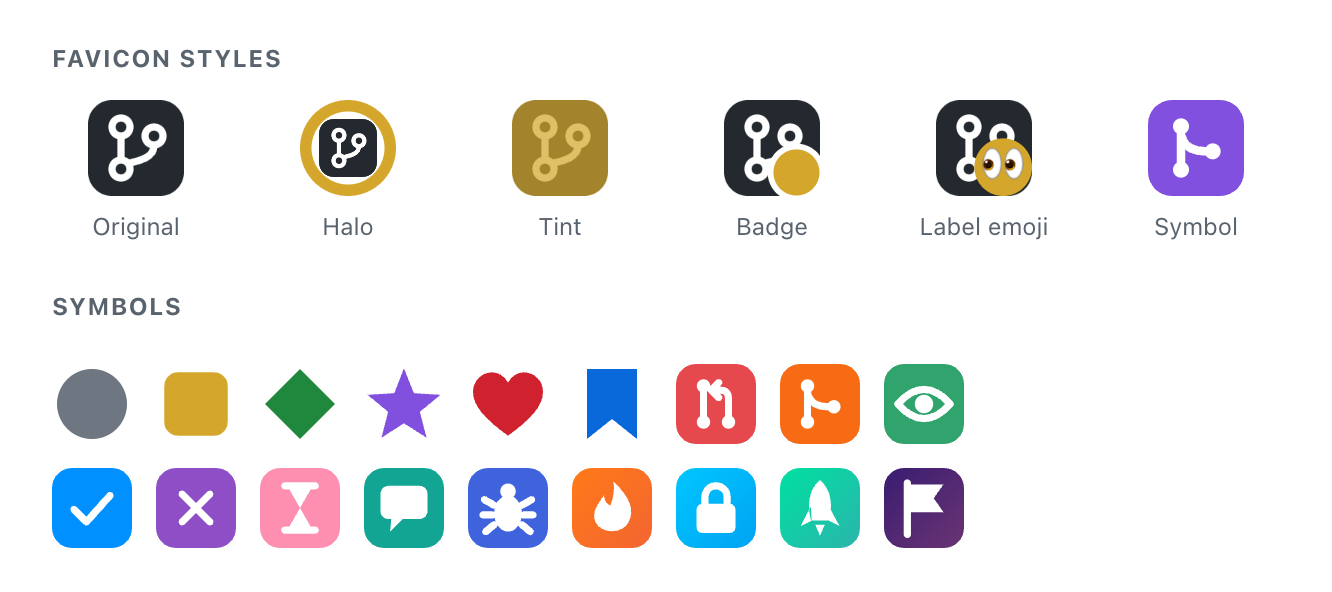 FAVICON STYLES
Original
Halo
Tint
Badge
Label emoji
Symbol
SYMBOLS